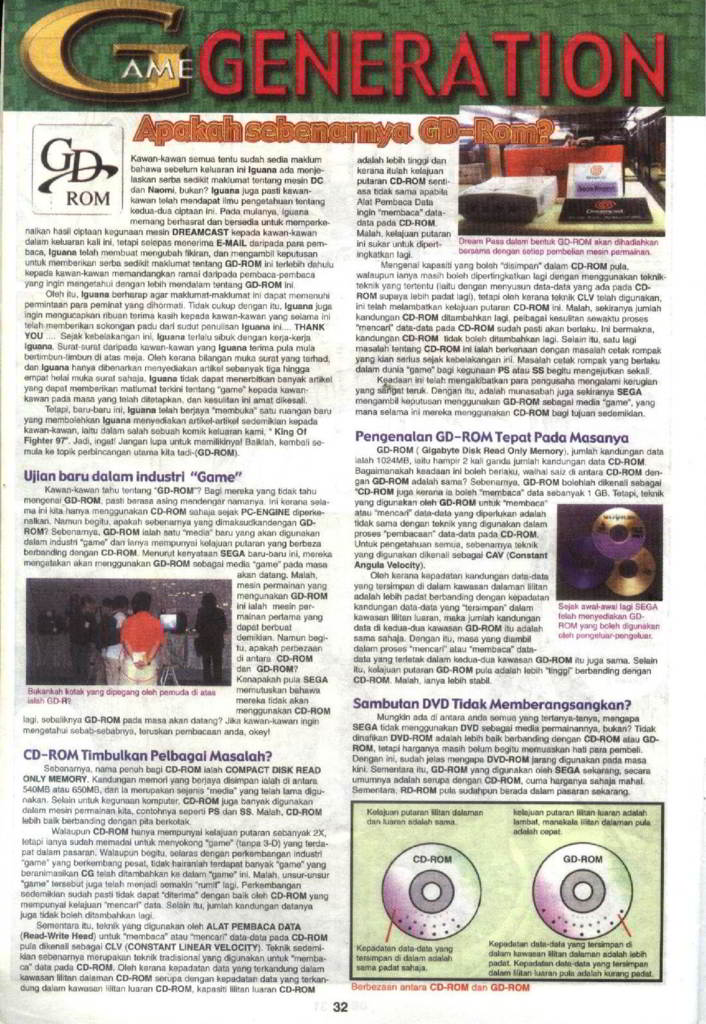 GAME GENERATION
Apakah sebenarnya GD-Rom?
GD
ROM
Kawan-kawan semua tentu sudah sedia maklum
bahawa sebelum keluaran ini Iguana ada menje-
laskan serba sedikit maklumat tentang mesin DC
dan Naomi, bukan? Iguana juga pasti kawan-
kawan telah mendapat ilmu pengetahuan tentang
kedua-dua ciptaan ini. Pada mulanya, iguana
memang berhasrat dan bersedia untuk memperke-
nalkan hasil ciptaan kegunaan mesin DREAMCAST kepada kawan-kawan
dalam keluaran kali ini, tetapi selepas menerima E-MAIL daripada para pem-
baca, Iguana telah membuat mengubah fikiran, dan mengambil keputusan
untuk memberikan serba sedikit maklumat tentang GD-ROM ini terlebih dahulu
kepada kawan-kawan memandangkan ramai daripada pembaca-pembaca
yang ingin mengetahui dengan lebih mendalam tentang GD-ROM ini.
Oleh itu, Iguana berharap agar maklumat-maklumat ini dapat memenuhi
permintaan para peminat yang dihormati. Tidak cukup dengan itu, Iguana juga
ingin mengucapkan ribuan terima kasih kepada kawan-kawan yang selama ini
telah memberikan sokongan padu dari sudut penulisan Iguana ini.... THANK
YOU .... Sejak kebelakangan ini, Iguana terlalu sibuk dengan kerja-kerja
Iguana. Surat-surat daripada kawan-kawan yang Iguana terima pula mula
bertimbun-timbun di atas meja. Oleh kerana bilangan muka surat yang terhad,
dan Iguana hanya dibenarkan menyediakan artikel sebanyak tiga hingga
empat helai muka surat sahaja, Iguana tidak dapat menerbitkan banyak artikel
yang dapat memberikan maklumat terkini tentang "game" kepada kawan-
kawan pada masa yang telah ditetapkan, dan kesulitan ini amat dikesali.
Tetapi, baru-baru ini, Iguana telah berjaya "membuka" satu ruangan baru
yang membolehkan Iguana menyediakan artikel-artikel sedemikian kepada
kawan-kawan, iaitu dalam salah sebuah komik keluaran kami, " King Of
Fighter 97". Jadi, ingat! Jangan lupa untuk memilikinya! Baiklah, kembali se-
mula ke topik perbincangan utama kita tadi-(GD-ROM).
Ujian baru dalam industri "Game"
Kawan-kawan tahu tentang "GD-ROM"? Bagi mereka yang tidak tahu
mengenai GD-ROM, pasti berasa asing mendengar namanya. Ini kerana sela-
ma ini kita hanya menggunakan CD-ROM sahaja sejak PC-ENGINE diperke-
nalkan. Namun begitu, apakah sebenarnya yang dimaksudkandengan GD-
ROM? Sebenarnya, GD-ROM ialah satu "media" baru yang akan digunakan
dalam industri "game" dan ianya mempunyai kelajuan putaran yang berbeza
berbanding dengan CD-ROM. Menurut kenyataan SEGA baru-baru ini, mereka
mengatakan akan menggunakan GD-ROM sebagai media "game" pada masa
akan datang. Malah,
mesin permainan yang
mengunakan GD-ROM
ini ialah mesin per-
mainan pertama yang
dapat berbuat
demikian. Namun begi-
tu, apakah perbezaan
di antara CD-ROM
dan GD-ROM?
Kenapakah pula SEGA
memutuskan bahawa
mereka tidak akan
menggunakan CD-ROM
Bukankah kotak yang dipegang oleh pemuda di atas
ialah GD-R?
lagi, sebaliknya GD-ROM pada masa akan datang? Jika kawan-kawan ingin
mengetahui sebab-sebabnya, teruskan pembacaan anda, okey!
CD-ROM Timbulkan Pelbagai Masalah?
Sebenarnya, nama penuh bagi CD-ROM ialah COMPACT DISK READ
ONLY MEMORY. Kandungan memori yang berjaya disimpan ialah di antara
540MB atau 650MB, dan ia merupakan sejenis "media" yang telah lama digu-
nakan. Selain untuk kegunaan komputer, CD-ROM juga banyak digunakan
dalam mesin permainan kita, contohnya seperti PS dan SS. Malah, CD-ROM
lebih baik berbanding dengan pita berkotak.
Walaupun CD-ROM hanya mempunyai kelajuan putaran sebanyak 2X,
tetapi ianya sudah memadai untuk menyokong "game" (tanpa 3-D) yang terda-
pat dalam pasaran. Walaupun begitu, selaras dengan perkembangan industri
"game" yang berkembang pesat, tidak hairanlah terdapat banyak "game" yang
beranimasikan CG telah ditambahkan ke dalam "game" ini. Malah, unsur-unsur
"game" tersebut juga telah menjadi semakin "rumit" lagi. Perkembangan
sedemikian sudah pasti tidak dapat "diterima" dengan baik oleh CD-ROM yang
mempunyai kelajuan "mencari" data. Selain itu, jumlah kandungan datanya
juga tidak boleh ditambahkan lagi.
Sementara itu, teknik yang digunakan oleh ALAT PEMBACA DATA
(Read-Write Head) untuk "membaca" atau "mencari" data-data pada CD-ROM
pula dikenali sebagai CLV (CONSTANT LINEAR VELOCITY). Teknik sedemi-
kian sebenarnya merupakan teknik tradisional yang digunakan untuk "memba-
ca" data pada CD-ROM. Oleh kerana kepadatan data yang terkandung dalam
kawasan lilitan dalaman CD-ROM serupa dengan kepadatan data yang terkan-
dung dalam kawasan lilitan luaran CD-ROM, kapasiti lilitan luaran CD-ROM
adalah lebih tinggi dan
kerana itulah kelajuan
putaran CD-ROM senti-
asa tidak sama apabila
Alat Pembaca Data
ingin "membaca" data-
data pada CD-ROM.
Malah, kelajuan putaran
ini sukar untuk dipert-
ingkatkan lagi.
Dream Pass dalam bentuk GD-ROM akan dihadiahkan
bersama dengan setiap pembelian mesin permainan.
Mengenai kapasiti yang boleh "disimpan" dalam CD-ROM pula,
walaupun ianya masih boleh dipertingkatkan lagi dengan menggunakan teknik-
teknik yang tertentu (iaitu dengan menyusun data-data yang ada pada CD-
ROM supaya lebih padat lagi), tetapi oleh kerana teknik CLV telah digunakan,
ini telah melambatkan kelajuan putaran CD-ROM ini. Malah, sekiranya jumlah
kandungan CD-ROM ditambahkan lagi, pelbagai kesulitan sewaktu proses
"mencari" data-data pada CD-ROM sudah pasti akan berlaku. Ini bermakna,
kandungan CD-ROM tidak boleh ditambahkan lagi. Selain itu, satu lagi
masalah tentang CD-ROM ini ialah berkenaan dengan masalah cetak rompak
yang kian serius sejak kebelakangan ini. Masalah cetak rompak yang berlaku
dalam dunia "game" bagi kegunaan PS atau SS begitu mengejutkan sekali.
Keadaan ini telah mengakibatkan para pengusaha mengalami kerugian
yang sangat teruk. Dengan itu, adalah munasabah juga sekiranya SEGA
mengambil keputusan menggunakan GD-ROM sebagai media "game", yang
mana selama ini mereka menggunakan CD-ROM bagi tujuan sedemikian.
Pengenalan GD-ROM Tepat Pada Masanya
GD-ROM ( Gigabyte Disk Read Only Memory), jumlah kandungan data
ialah 1024MB, iaitu hampir 2 kali ganda jumlah kandungan data CD-ROM.
Bagaimanakah keadaan ini boleh berlaku, walhal saiz di antara CD-ROM den-
gan GD-ROM adalah sama? Sebenarnya, GD-ROM bolehlah dikenali sebagai
"CD-ROM juga kerana ia boleh "membaca" data sebanyak 1 GB. Tetapi, teknik
yang digunakan oleh GD-ROM untuk "membaca"
atau "mencari" data-data yang diperlukan adalah
tidak sama dengan teknik yang digunakan dalam
proses "pembacaan" data-data pada CD-ROM.
Untuk pengetahuan semua, sebenarnya teknik
yang digunakan dikenali sebagai CAV (Constant
Angula Velocity).
Oleh kerana kepadatan kandungan data-data
yang tersimpan di dalam kawasan dalaman lilitan
adalah lebih padat berbanding dengan kepadatan
kandungan data-data yang "tersimpan" dalam
kawasan lilitan luaran, maka jumlah kandungan
data di kedua-dua kawasan GD-ROM itu adalah
sama sahaja. Dengan itu, masa yang diambil
dalam proses "mencari" atau "membaca" data-
Sejak awal-awal lagi SEGA
telah menyediakan GD-
ROM yang boleh digunakan
oleh pengeluar-pengeluar.
data yang terletak dalam kedua-dua kawasan GD-ROM itu juga sama. Selain
itu, kelajuan putaran GD-ROM pula adalah lebih "tinggi" berbanding dengan
CD-ROM. Malah, ianya lebih stabil.
Sambutan DVD Tidak Memberangsangkan?
Mungkin ada di antara anda semua yang tertanya-tanya, mengapa
SEGA tidak menggunakan DVD sebagai media permainannya, bukan? Tidak
dinafikan DVD-ROM adalah lebih baik berbanding dengan CD-ROM atau GD-
ROM, tetapi harganya masih belum begitu memuaskan hati para pembeli.
Dengan ini, sudah jelas mengapa DVD-ROM jarang digunakan pada masa
kini. Sementara itu, GD-ROM yang digunakan oleh SEGA sekarang, secara
umumnya adalah serupa dengan CD-ROM, cuma harganya sahaja mahal.
Sementara, RD-ROM pula sudahpun berada dalam pasaran sekarang.
Kelajuan putaran lilitan dalaman
dan luaran adalah sama.
kelajuan putaran lilitan luaran adalah
lambat, manakala lilitan dalaman pula
adalah cepat.
CD-ROM
GD-ROM
Kepadatan data-data yang
tersimpan di dalam adalah
sama padat sahaja.
Kepadatan data-data yang tersimpan di
dalam kawasan lilitan dalaman adalah lebih
padat. Kepadatan data-data yang tersimpan
dalam lilitan luaran pula adalah kurang padat.
Berbezaan antara CD-ROM dan GD-ROM
32